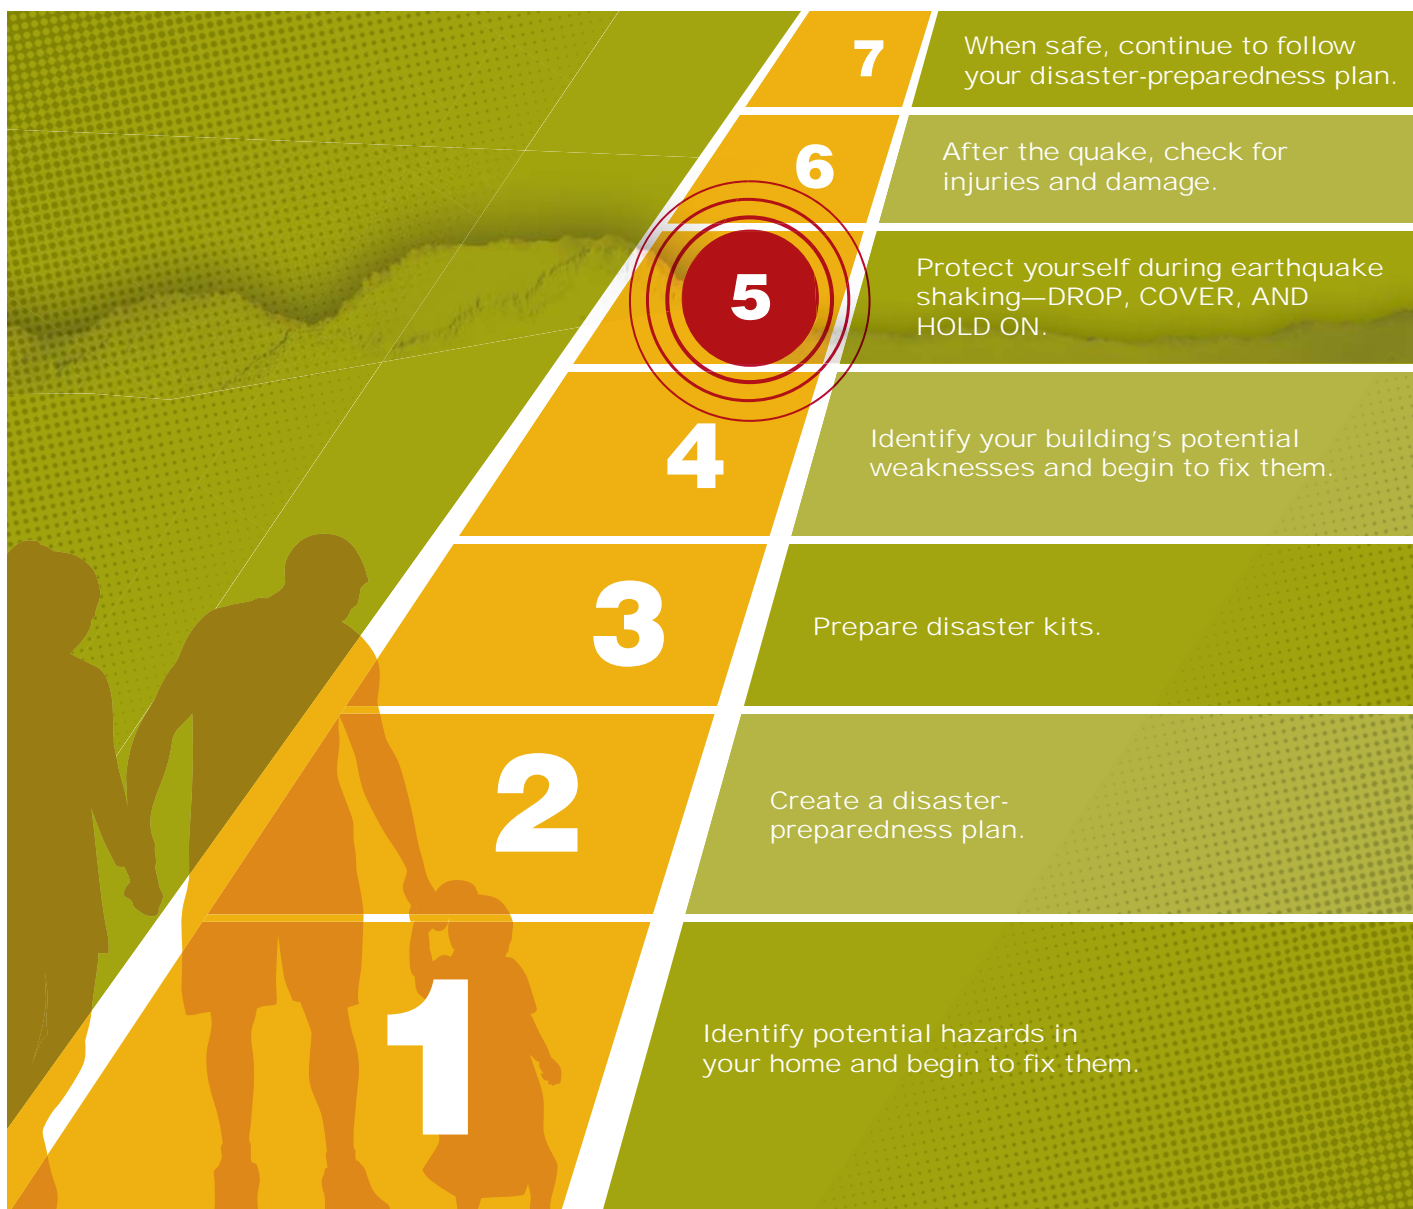 7
When safe, continue to follow
your disaster-preparedness plan.
6
After the quake, check for
injuries and damage.
5
Protect yourself during earthquake
shaking—DROP, COVER, AND
HOLD ON.
4
Identify your building’s potential
weaknesses and begin to fix them.
3
Prepare disaster kits.
2
Create a disaster-
preparedness plan.
1
Identify potential hazards in
your home and begin to fix them.